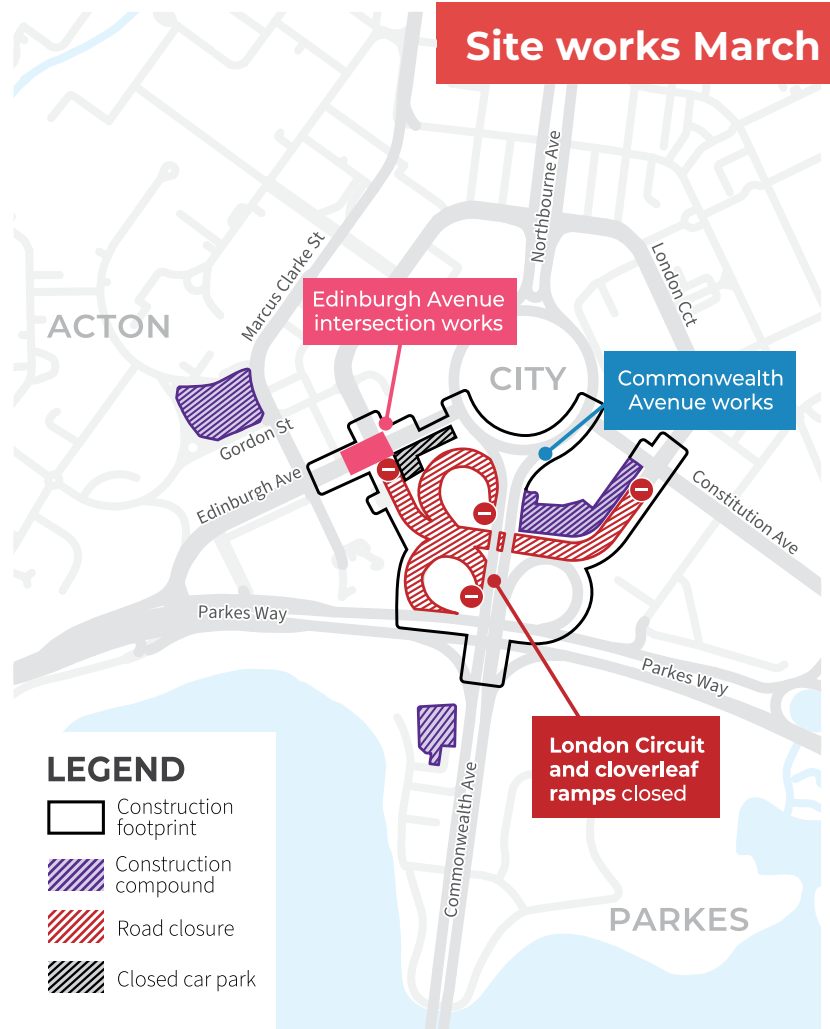 Site works March
Northbourne Ave
Marcus Clarke St
London Cct
Edinburgh Avenue
intersection works
ACTON
CITY
Commonwealth
Avenue works
Gordon St
Edinburgh Ave
Constitution Ave
Parkes Way
Parkes Way
London Circuit
and cloverleaf
ramps closed
Commonwealth Ave
PARKES
LEGEND
Construction
footprint
Construction
compound
Road closure
Closed car park